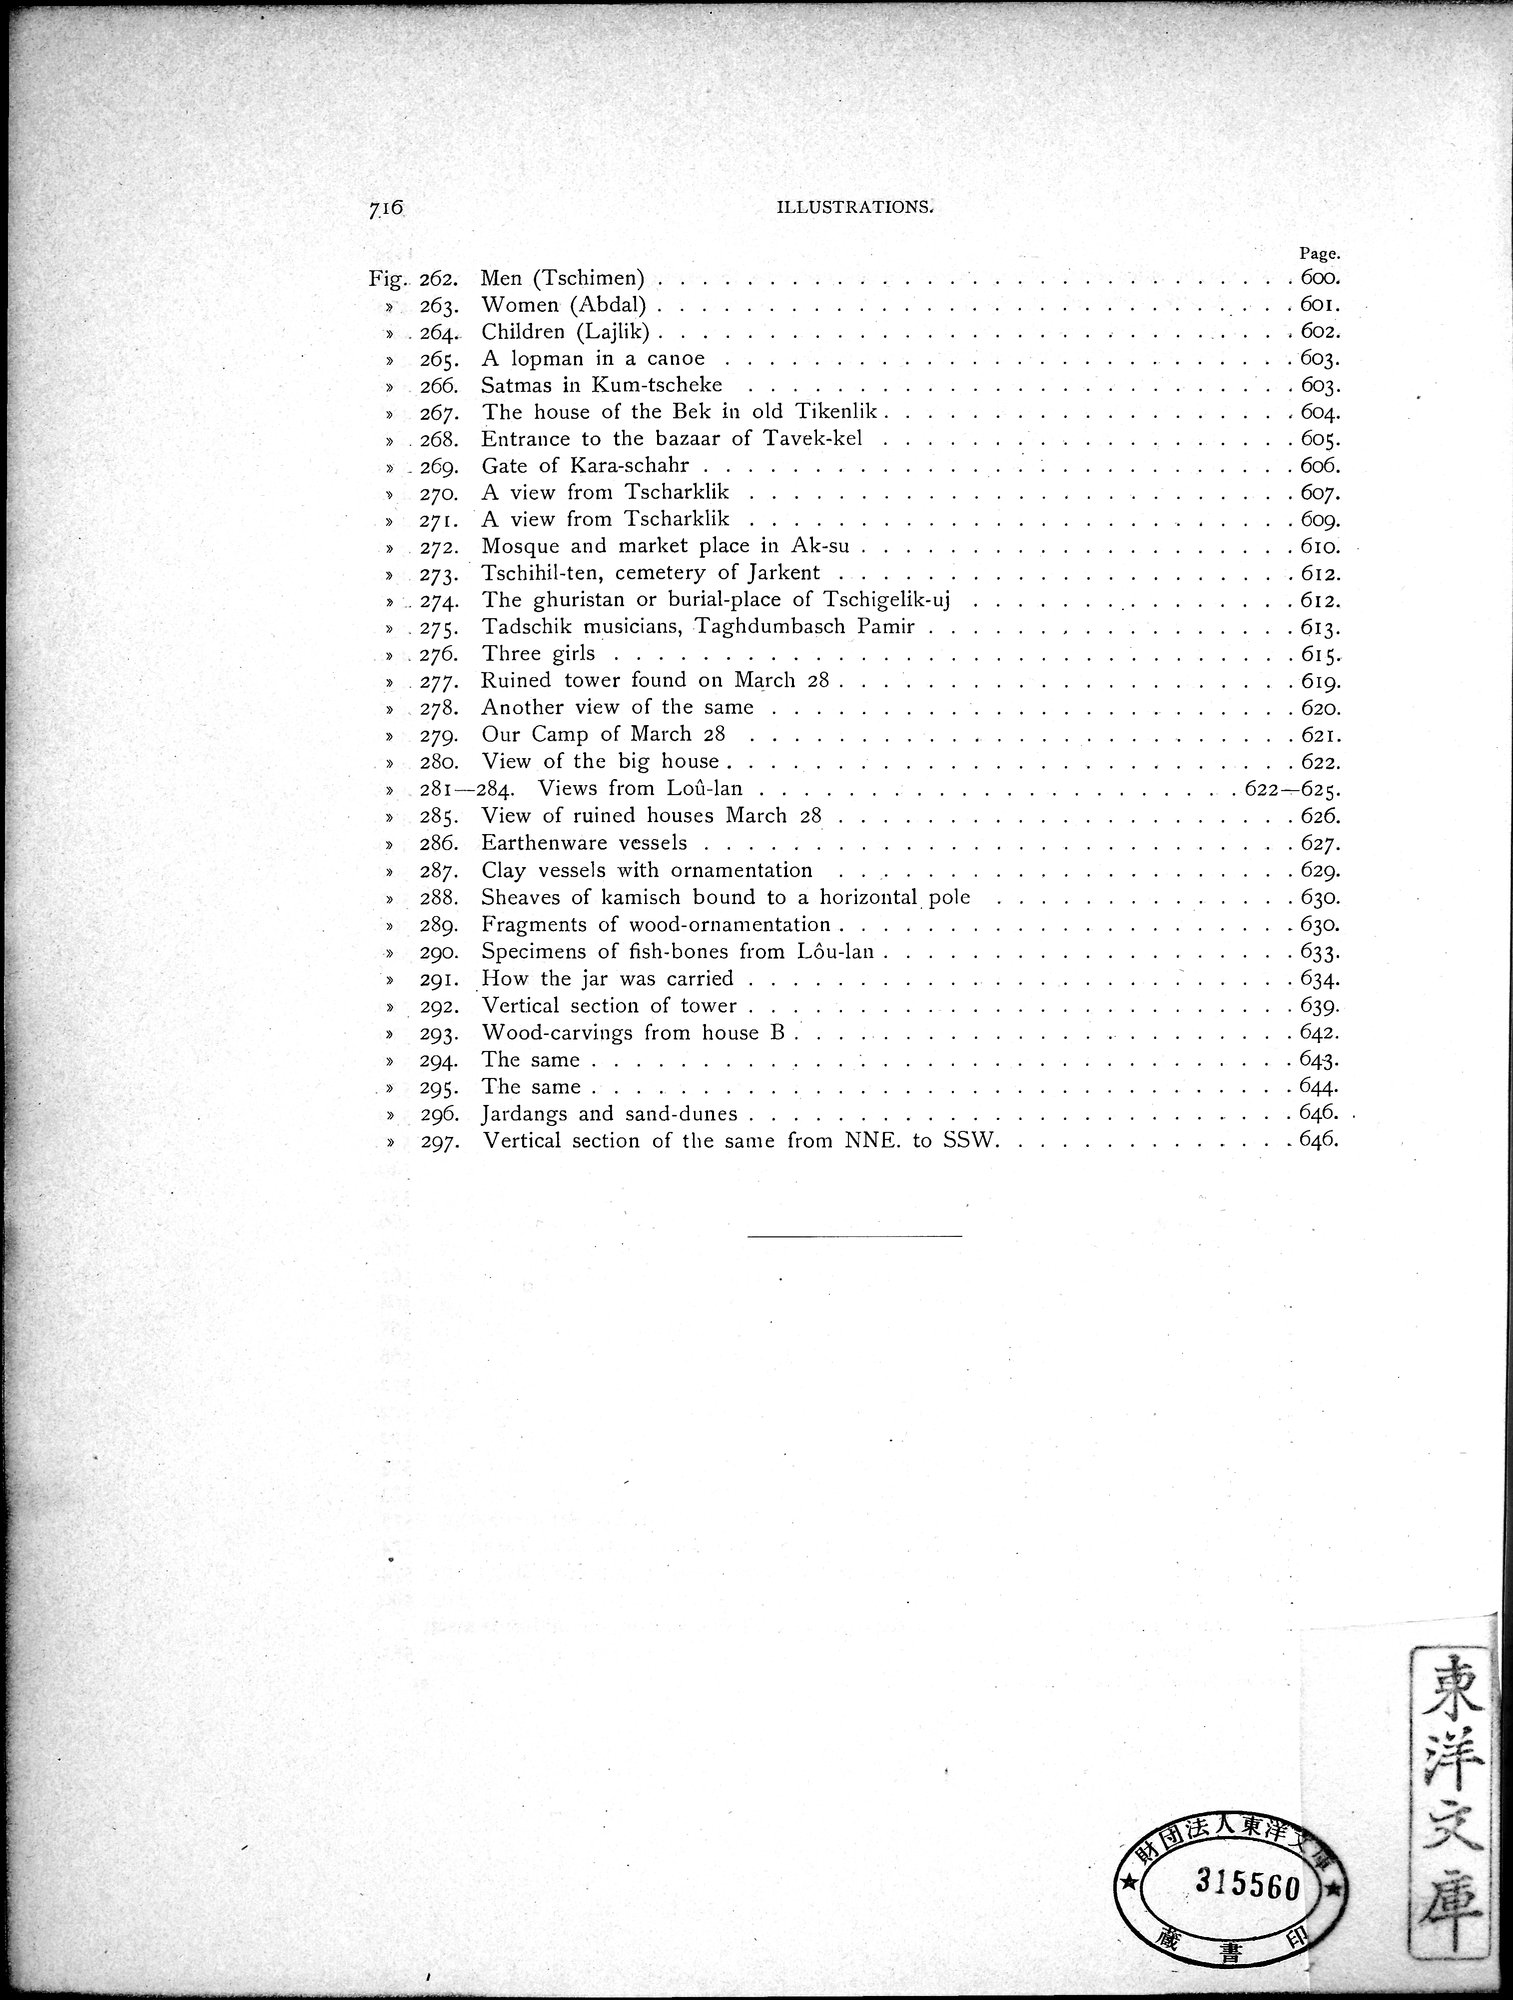 716 ILLUSTRATIONS.
Page.
Fig. 262. Men (Tschimen) . . . . . . . . . . 600.
» 263. Women (Abdal) . . . . . . . . . . 601.
» 264. Children (Lajlik) . . . . . . . . . . 602.
» 265. A lopman in a canoe . . . . . . . . . . 603.
» 266. Satmas in Kum-tscheke . . . . . . . . . . 603.
» 267. The house of the Bek in old Tikenlik . . . . . . . . . . 604.
» 268. Entrance to the bazaar of Tavek-kel . . . . . . . . . . 605.
» 269. Gate of Kara-schahr . . . . . . . . . . 606.
» 270. A view from Tscharklik . . . . . . . . . . 607.
» 271. A view from Tscharklik . . . . . . . . . . 609.
» 272. Mosque and market place in Ak-su . . . . . . . . . . 610.
» 273. Tschihil-ten, cemetery of Jarkent . . . . . . . . . . 612.
» 274. The ghuristan or burial-place of Tschigelik-uj . . . . . . . . . . 612.
» 275. Tadschik musicians, Taghdumbasch Pamir . . . . . . . . . . 613.
» 276. Three girls . . . . . . . . . . 615.
» 277. Ruined tower found on March 28 . . . . . . . . . . 619.
» 278. Another view of the same . . . . . . . . . . 620.
» 279. Our Camp of March 28 . . . . . . . . . . 621.
» 280. View of the big house . . . . . . . . . . 622.
» 281—284. Views from Loû-lan . . . . . . . . . . 622—625.
» 285. View of ruined houses March 28 . . . . . . . . . . 626.
» 286. Earthenware vessels . . . . . . . . . . 627.
» 287. Clay vessels with ornamentation . . . . . . . . . . 629.
» 288. Sheaves of kamisch bound to a horizontal pole . . . . . . . . . . 630.
» 289. Fragments of wood-ornamentation . . . . . . . . . . 630.
» 290. Specimens of fish-bones from Lôu-lan . . . . . . . . . . 633.
» 291. How the jar was carried . . . . . . . . . . 634.
» 292. Vertical section of tower . . . . . . . . . . 639.
» 293. Wood-carvings from house B . . . . . . . . . . 642.
» 294. The same . . . . . . . . . . 643.
» 295. The same . . . . . . . . . . 644.
» 296. Jardangs and sand-dunes . . . . . . . . . . 646.
» 297. Vertical section of the same from NNE. to SSW. . . . . . . . . . . 646.
東洋文庫
財団法人東洋文庫
315560
蔵書印